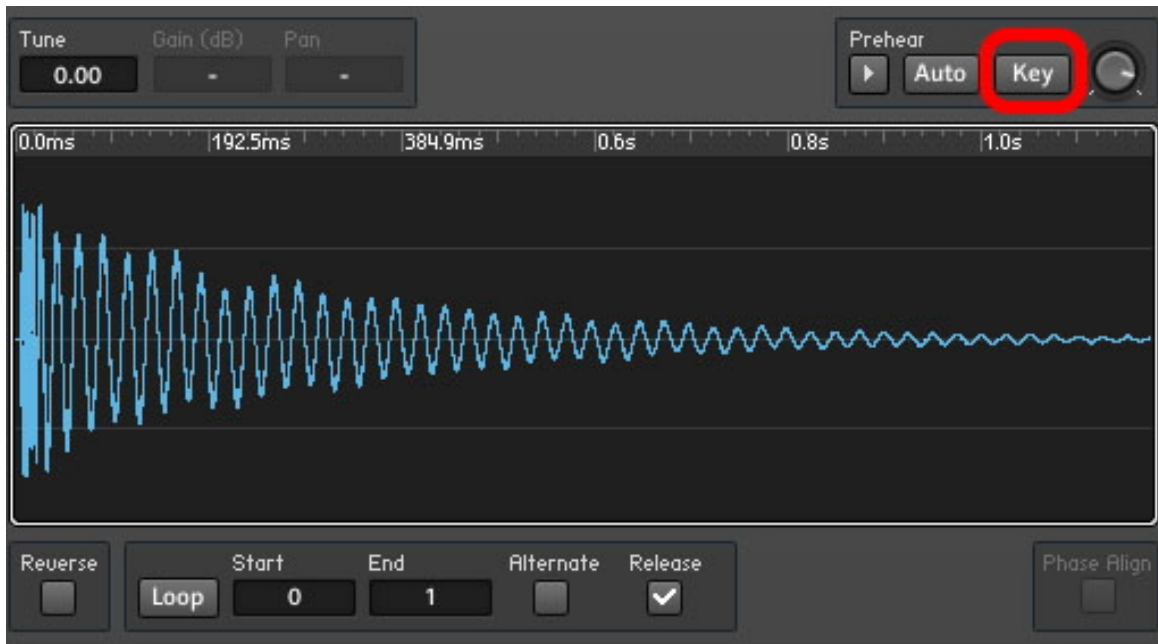 Tune Gain (dB) Pan Prehear
0.00 - - Auto Key
0.0ms 192.5ms 384.9ms 0.6s 0.8s 1.0s
Reverse Start End Alternate Release Phase Align
Loop 0 1